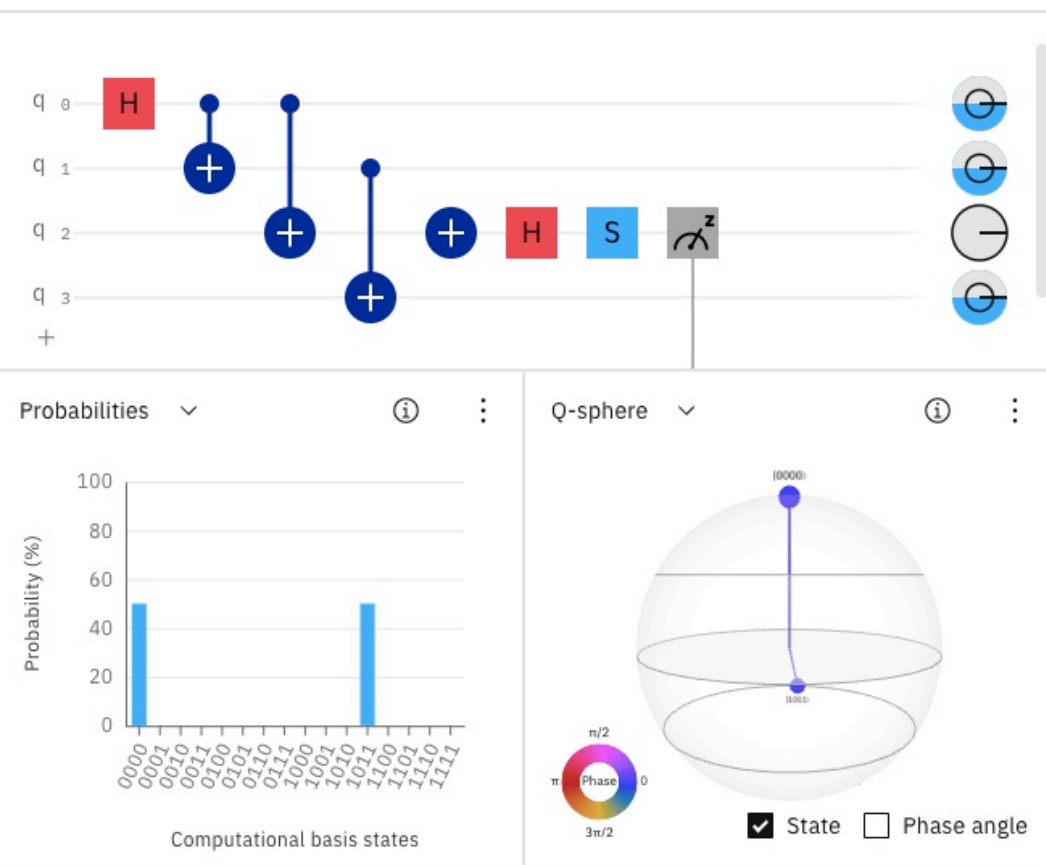 q 0 H
q 1
z
q 2 H S
q 3
+
Probabilities
Q-sphere
Probability (%)
100
80
60
40
20
0
0000 0001 0010 0011 0100 0101 0110 0111 1000 1001 1010 1011 1100 1101 1110 1111
Computational basis states
|0000⟩
|1011⟩
π/2
π Phase 0
3π/2
State Phase angle